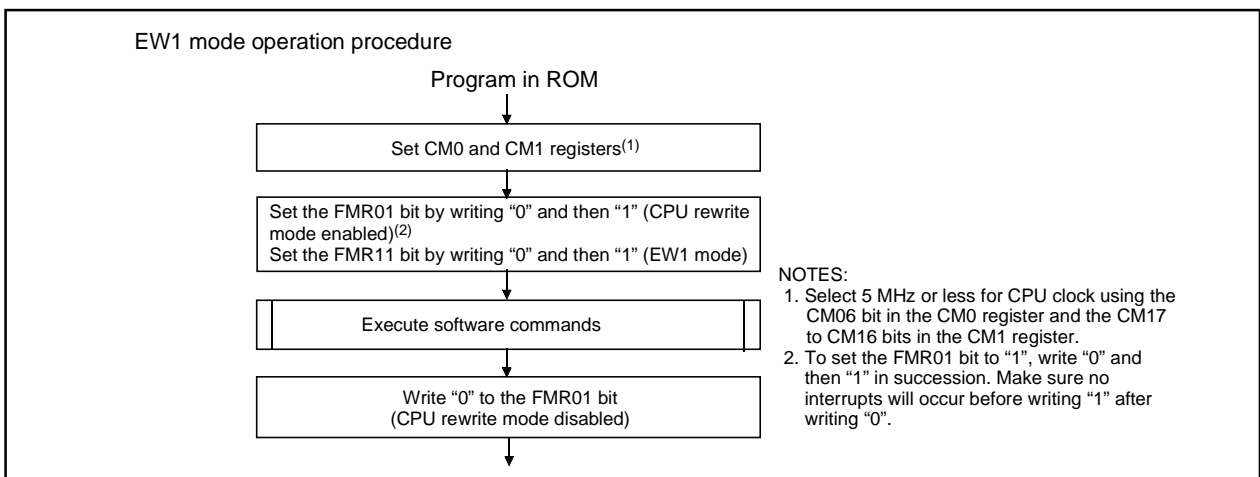 EW1 mode operation procedure
Program in ROM
Set CM0 and CM1 registers(1)
Set the FMR01 bit by writing “0” and then “1” (CPU rewrite
mode enabled)(2)
Set the FMR11 bit by writing “0” and then “1” (EW1 mode)
Execute software commands
Write “0” to the FMR01 bit
(CPU rewrite mode disabled)
NOTES:
1. Select 5 MHz or less for CPU clock using the
CM06 bit in the CM0 register and the CM17
to CM16 bits in the CM1 register.
2. To set the FMR01 bit to “1”, write “0” and
then “1” in succession. Make sure no
interrupts will occur before writing “1” after
writing “0”.